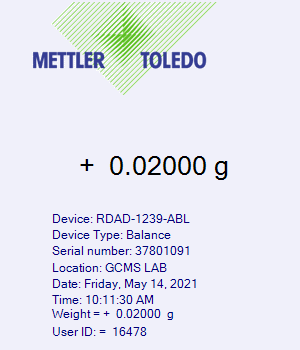 METTLER TOLEDO
+ 0.02000 g
Device: RDAD-1239-ABL
Device Type: Balance
Serial number: 37801091
Location: GCMS LAB
Date: Friday, May 14, 2021
Time: 10:11:30 AM
Weight = + 0.02000 g
User ID: = 16478